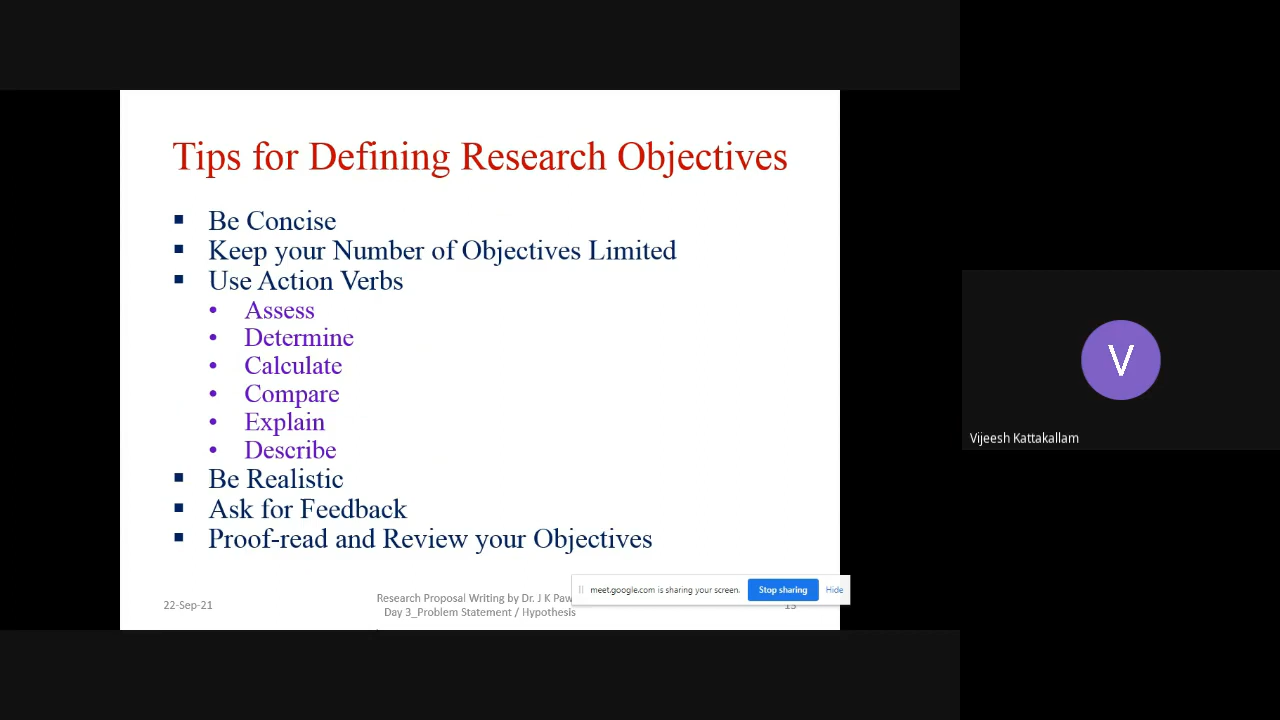 Tips for Defining Research Objectives
▪ Be Concise
▪ Keep your Number of Objectives Limited
▪ Use Action Verbs
• Assess
• Determine
• Calculate
• Compare
• Explain
• Describe
▪ Be Realistic
▪ Ask for Feedback
▪ Proof-read and Review your Objectives
22-Sep-21
Research Proposal Writing by Dr. J K
Day 3_Problem Statement / Hypothesis
meet.google.com is sharing your screen.
Stop sharing
Hide
V
Vijeesh Kattakallam